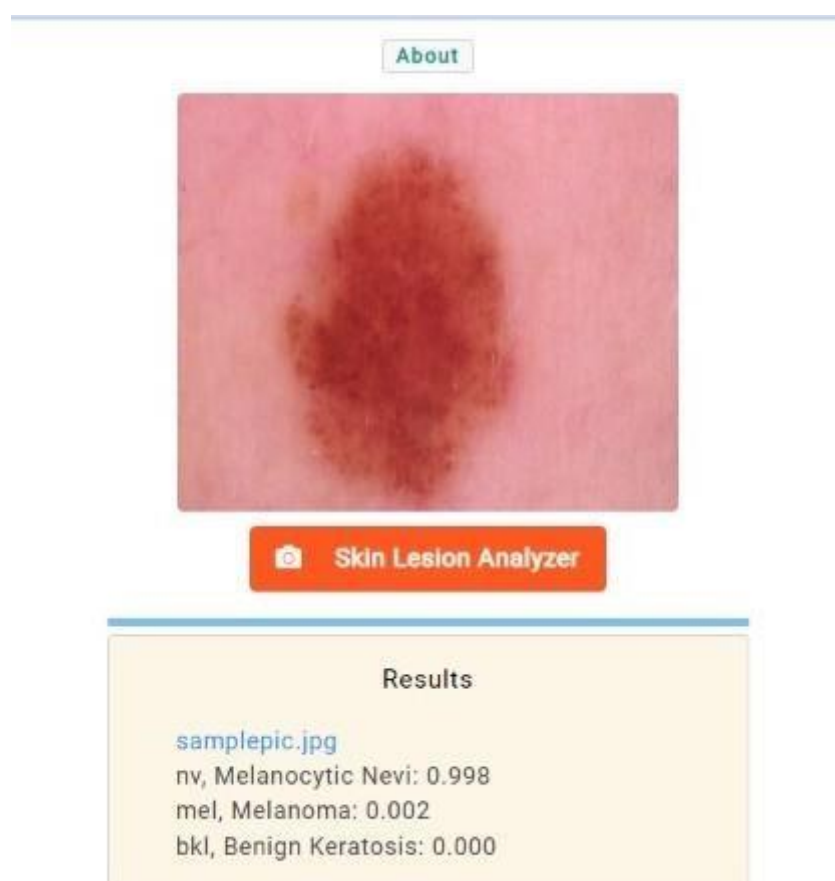 About
Skin Lesion Analyzer
Results
samplepic.jpg
nv, Melanocytic Nevi: 0.998
mel, Melanoma: 0.002
bkl, Benign Keratosis: 0.000